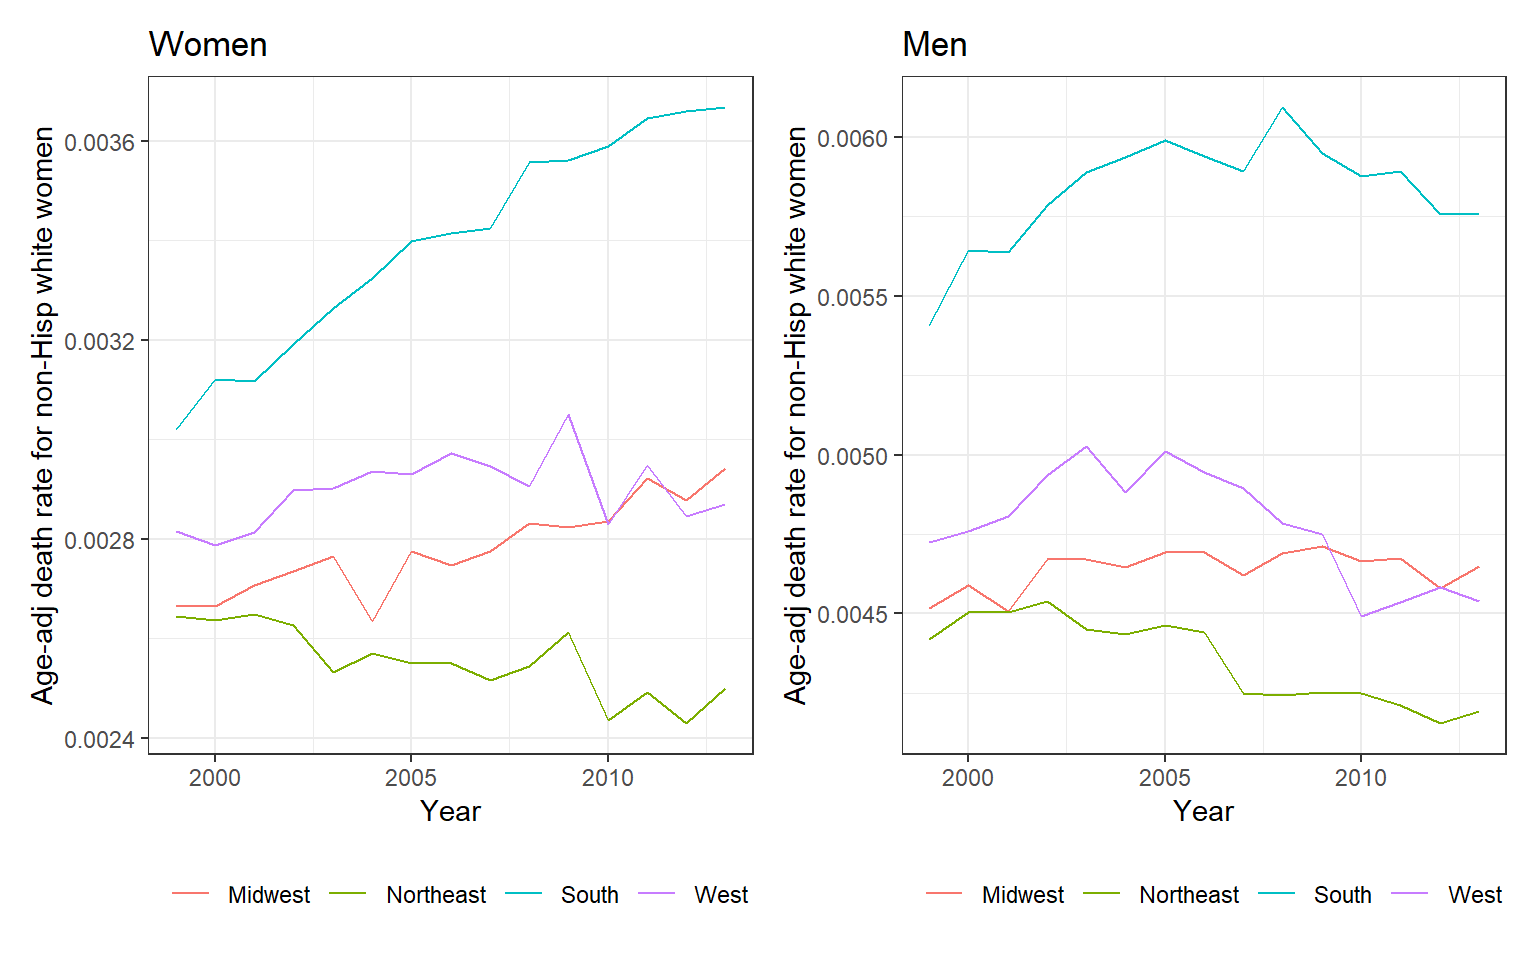 Women
Age-adj death rate for non-Hisp white women
0.0036
0.0032
0.0028
0.0024
2000 2005 2010
Year
Midwest Northeast South West
Men
Age-adj death rate for non-Hisp white women
0.0060
0.0055
0.0050
0.0045
2000 2005 2010
Year
Midwest Northeast South West